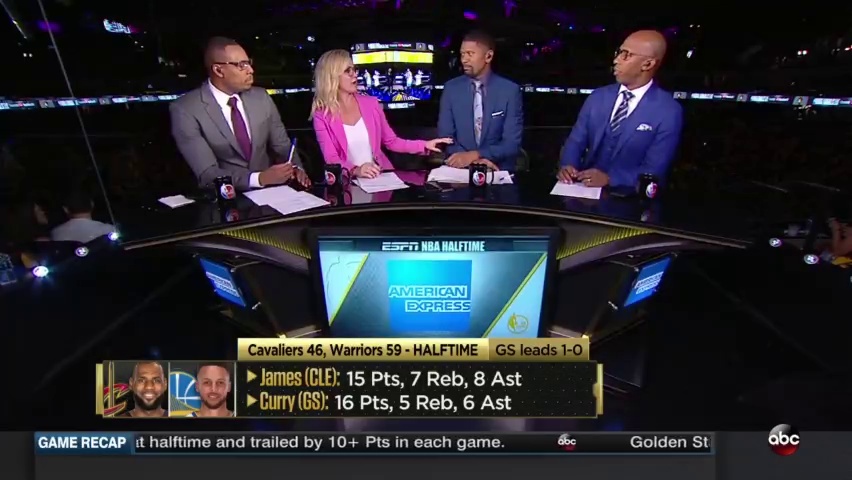 ESPN NBA HALFTIME
AMERICAN
EXPRESS
Cavaliers 46, Warriors 59 - HALFTIME GS leads 1-0
James (CLE): 15 Pts, 7 Reb, 8 Ast
Curry (GS): 16 Pts, 5 Reb, 6 Ast
GAME RECAP at halftime and trailed by 10+ Pts in each game. abc Golden St
abc